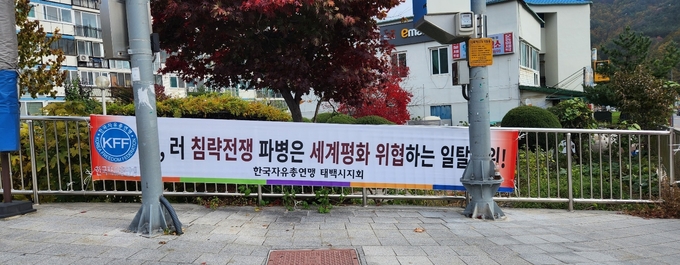 KFF
, 러 침략전쟁 파병은 세계평화 위협하는 일탈 위!
한국자유총연맹 태백시지회